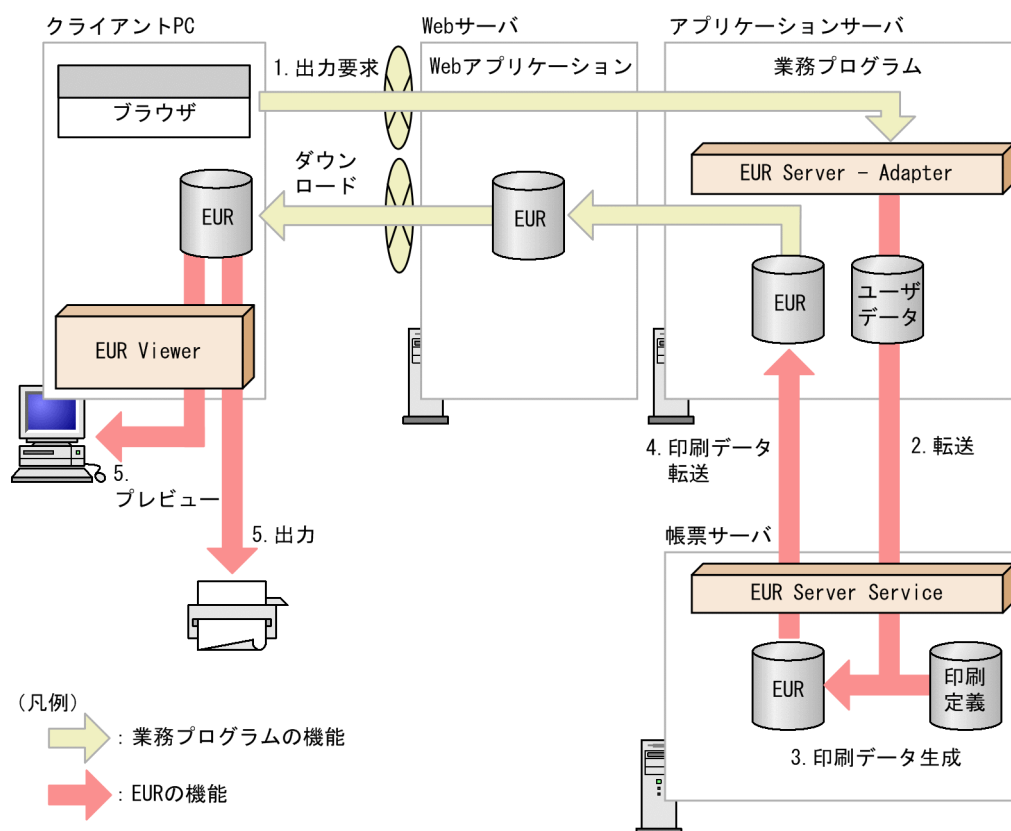 クライアントPC
Webサーバ
アプリケーションサーバ
1. 出力要求
Webアプリケーション
業務プログラム
ブラウザ
EUR Server － Adapter
ダウン
ロード
EUR
EUR
EUR
ユーザ
データ
EUR Viewer
4. 印刷データ
転送
2. 転送
5.
プレビュー
5. 出力
帳票サーバ
EUR Server Service
EUR
印刷
定義
3. 印刷データ生成
（凡例）
：業務プログラムの機能
：EURの機能